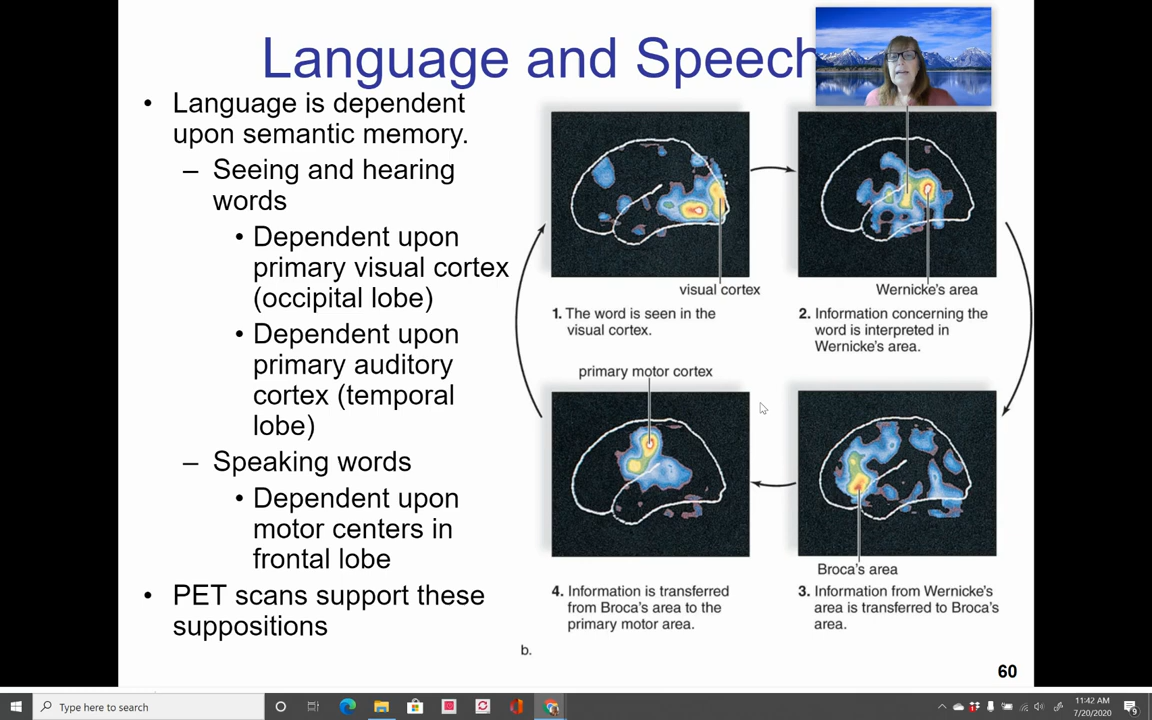 Language and Speech
• Language is dependent
upon semantic memory.
– Seeing and hearing
words
• Dependent upon
primary visual cortex
(occipital lobe)
• Dependent upon
primary auditory
cortex (temporal
lobe)
– Speaking words
• Dependent upon
motor centers in
frontal lobe
• PET scans support these
suppositions
visual cortex
1. The word is seen in the
visual cortex.
Wernicke's area
2. Information concerning the
word is interpreted in
Wernicke's area.
primary motor cortex
4. Information is transferred
from Broca's area to the
primary motor area.
Broca's area
3. Information from Wernicke's
area is transferred to Broca's
area.
b.
60
Type here to search
11:42 AM
7/20/2020